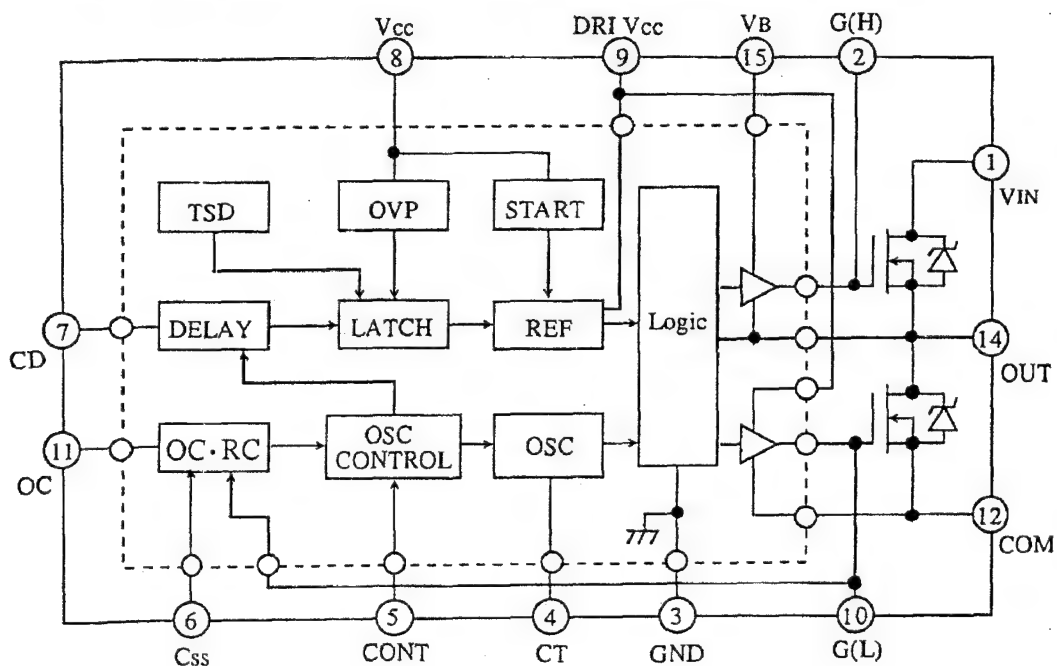 Vcc
DRI Vcc
VB
G(H)
8
9
15
2
1
VIN
TSD
OVP
START
7
CD
DELAY
LATCH
REF
Logic
14
OUT
11
OC
OC·RC
OSC
CONTROL
OSC
12
COM
6
5
4
3
10
Css
CONT
CT
GND
G(L)